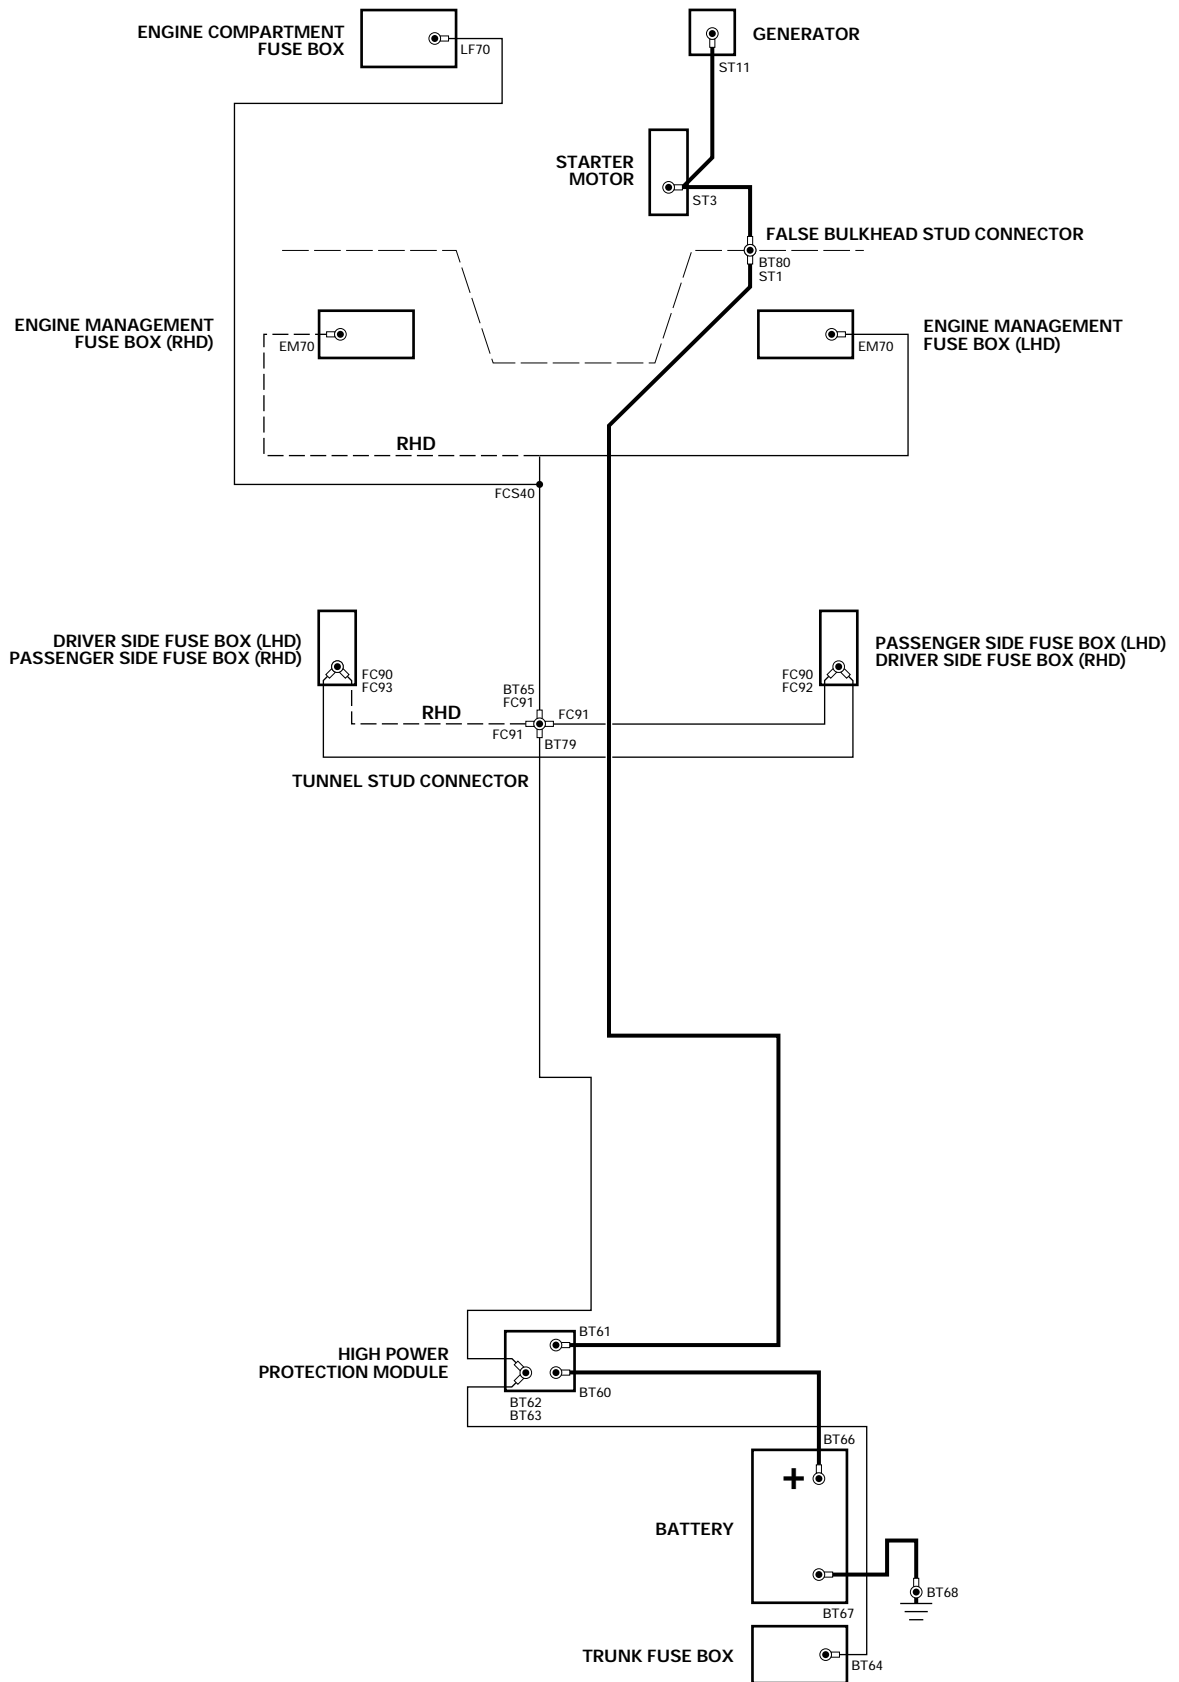 ENGINE COMPARTMENT
FUSE BOX
LF70
GENERATOR
ST11
STARTER
MOTOR
ST3
FALSE BULKHEAD STUD CONNECTOR
BT80
ST1
ENGINE MANAGEMENT
FUSE BOX (RHD)
EM70
EM70
ENGINE MANAGEMENT
FUSE BOX (LHD)
RHD
FCS40
DRIVER SIDE FUSE BOX (LHD)
PASSENGER SIDE FUSE BOX (RHD)
FC90
FC93
BT65
FC91
FC91
FC90
FC92
PASSENGER SIDE FUSE BOX (LHD)
DRIVER SIDE FUSE BOX (RHD)
RHD
FC91
BT79
TUNNEL STUD CONNECTOR
BT61
HIGH POWER
PROTECTION MODULE
BT60
BT62
BT63
BT66
+
BATTERY
BT68
BT67
TRUNK FUSE BOX
BT64